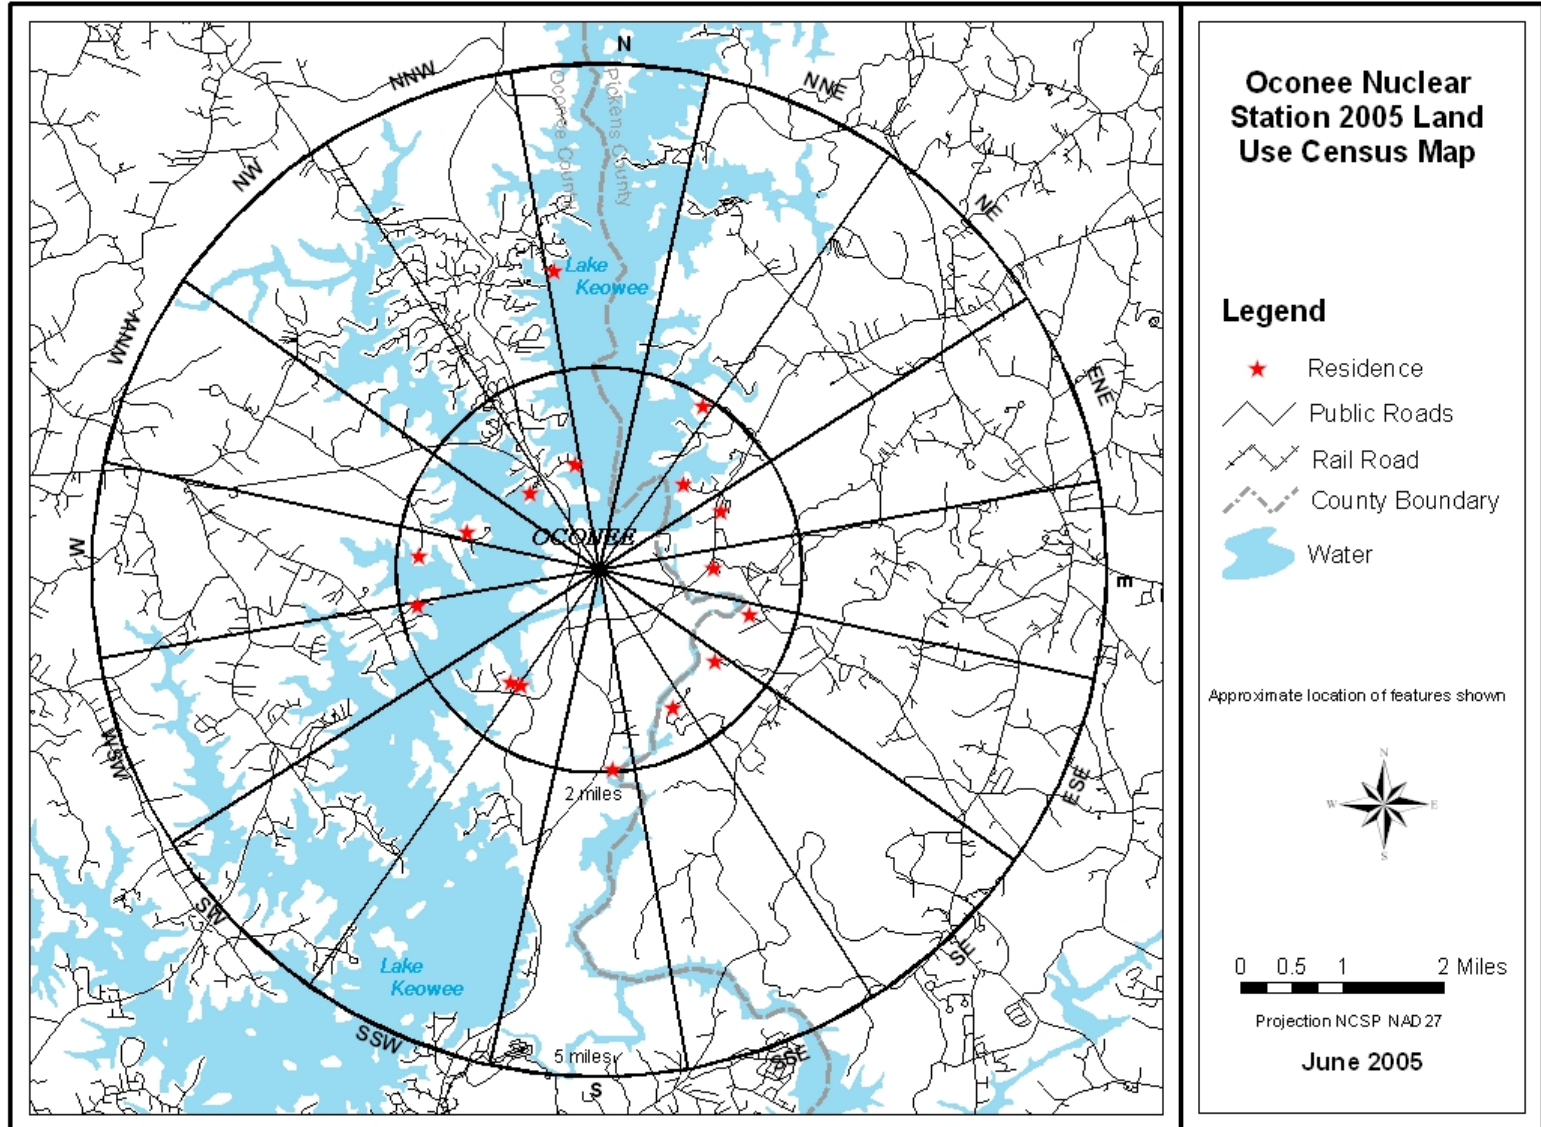 N
NNW
NNE
Oconee County
Pickens County
NW
NE
Lake
Keowee
WNW
ENE
OCONEE
W
m
2 miles
WSW
ESE
SW
SE
Lake
Keowee
SSW
5 miles
SSE
S
Oconee Nuclear
Station 2005 Land
Use Census Map
Legend
Residence
Public Roads
Rail Road
County Boundary
Water
Approximate location of features shown
N
W
E
S
0 0.5 1 2 Miles
Projection NCSP NAD 27
June 2005